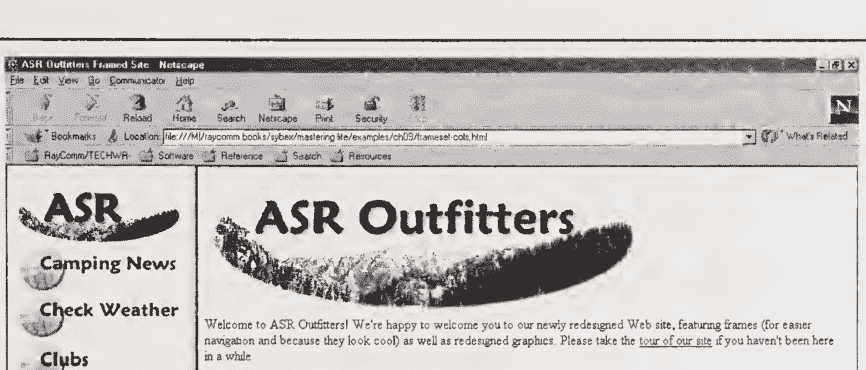 ASR Outfitters Framed Site - Netscape
File Edit View Go Communicator Help
Back Forward Reload Home Search Netscape Print Security Stop
Bookmarks Location: file:///M|/raycomm books/sybex/mastering lite/examples/ch09/frameset-cols.html What's Related
RayComm/TECHWR- Software Reference Search Resources
ASR
Camping News
Check Weather
Clubs
ASR Outfitters
Welcome to ASR Outfitters! We're happy to welcome you to our newly redesigned Web site, featuring frames (for easier
navigation and because they look cool) as well as redesigned graphics. Please take the tour of our site if you haven't been here
in a while